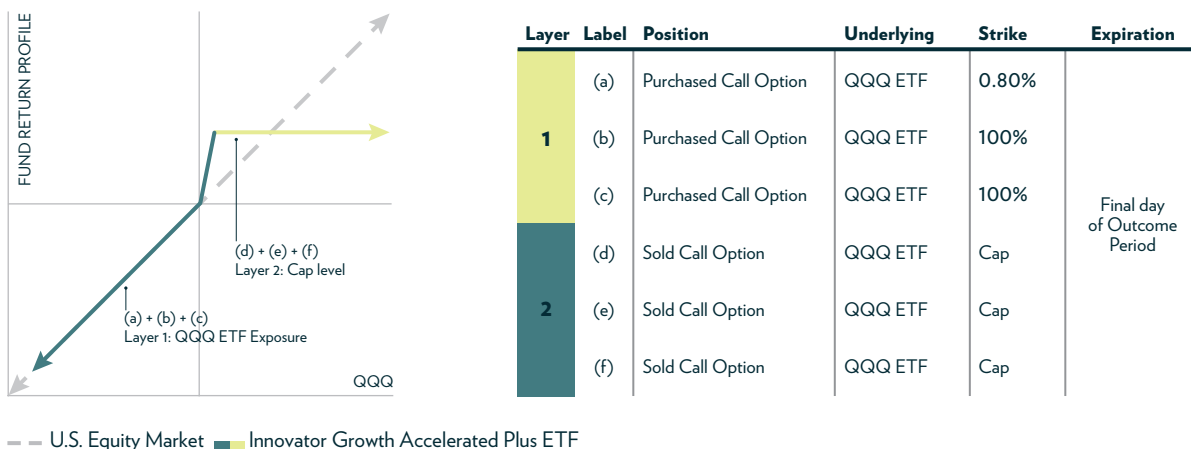 FUND RETURN PROFILE
(d) + (e) + (f)
Layer 2: Cap level
(a) + (b) + (c)
Layer 1: QQQ ETF Exposure
QQQ
U.S. Equity Market Innovator Growth Accelerated Plus ETF
Layer Label Position Underlying Strike Expiration
1
(a) Purchased Call Option QQQ ETF 0.80%
(b) Purchased Call Option QQQ ETF 100%
(c) Purchased Call Option QQQ ETF 100%
2
(d) Sold Call Option QQQ ETF Cap
(e) Sold Call Option QQQ ETF Cap
(f) Sold Call Option QQQ ETF Cap
Final day
of Outcome
Period